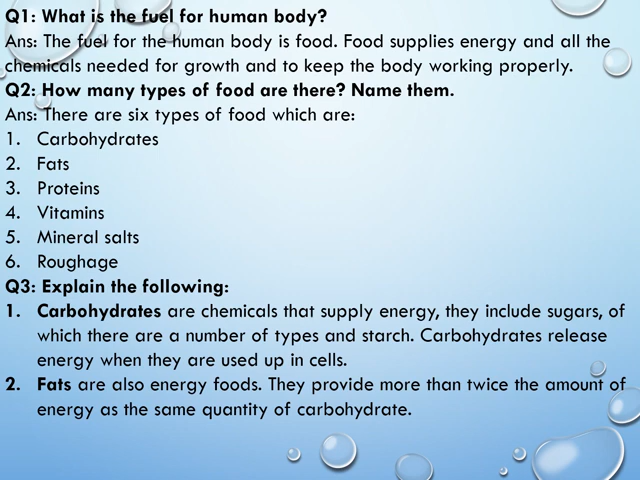 Q1: What is the fuel for human body?
Ans: The fuel for the human body is food. Food supplies energy and all the
chemicals needed for growth and to keep the body working properly.
Q2: How many types of food are there? Name them.
Ans: There are six types of food which are:
1. Carbohydrates
2. Fats
3. Proteins
4. Vitamins
5. Mineral salts
6. Roughage
Q3: Explain the following:
1. Carbohydrates are chemicals that supply energy, they include sugars, of
which there are a number of types and starch. Carbohydrates release
energy when they are used up in cells.
2. Fats are also energy foods. They provide more than twice the amount of
energy as the same quantity of carbohydrate.